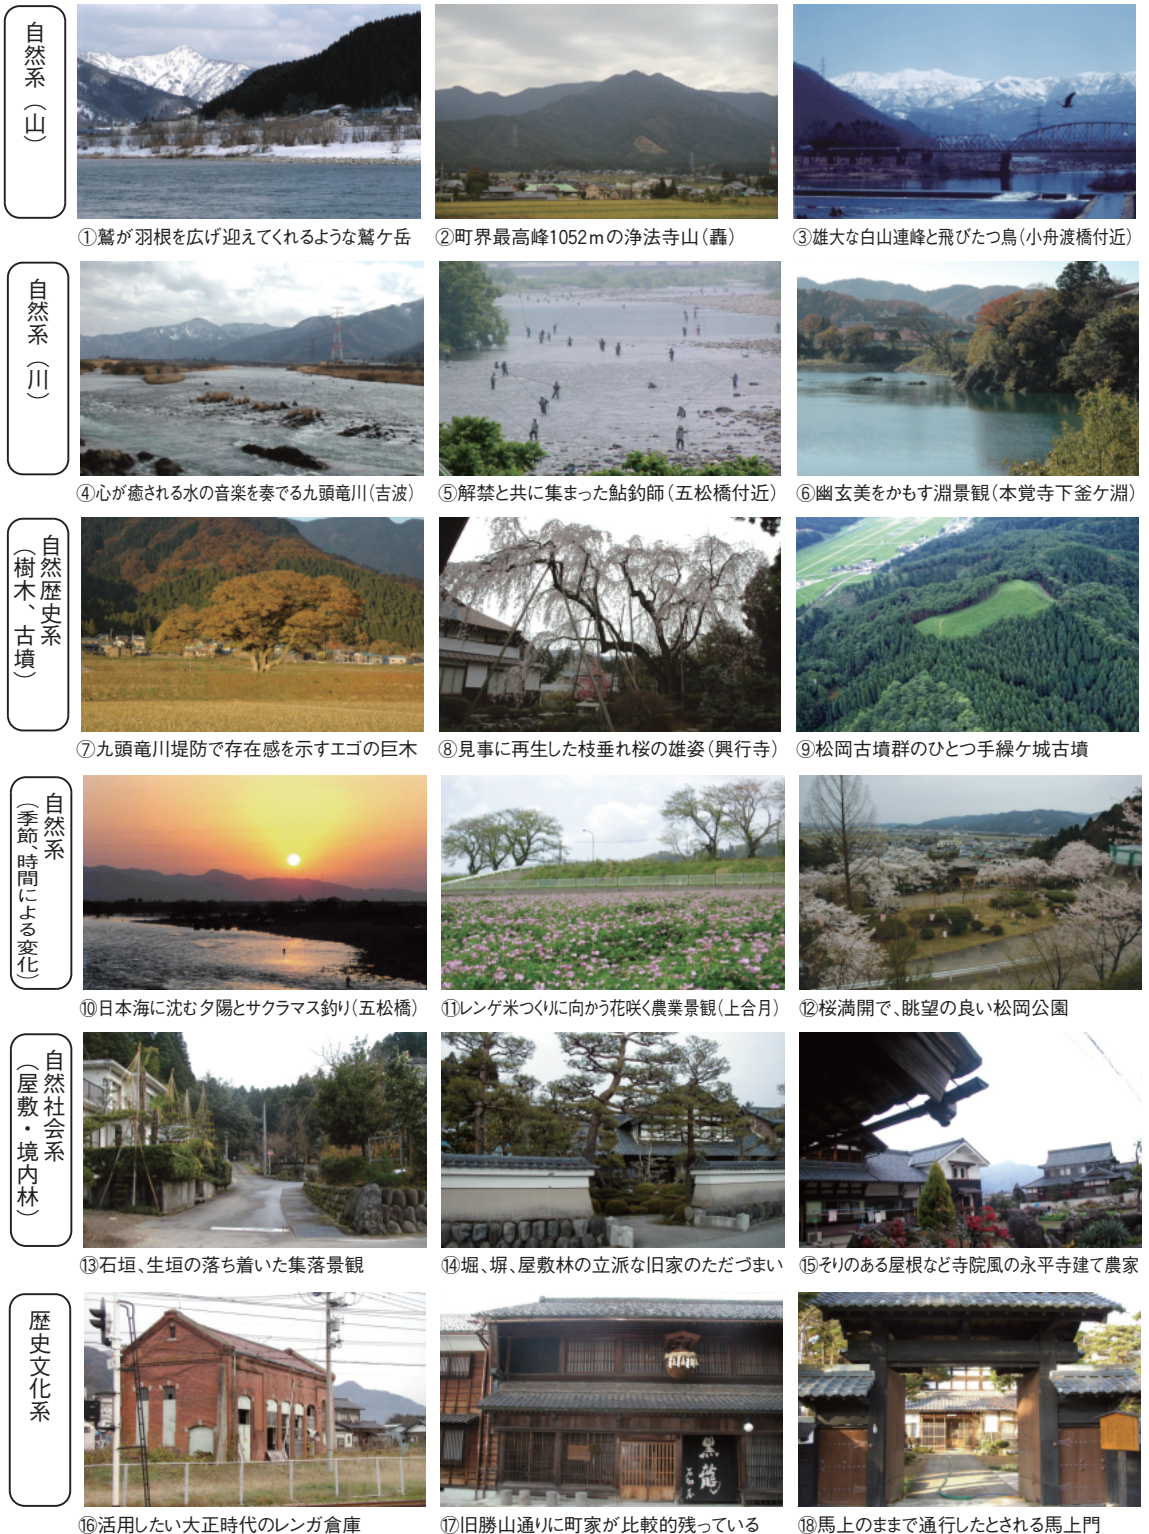 自然系（山）
①鷲が羽根を広げ迎えてくれるような鷲ケ岳
②町界最高峰1052mの浄法寺山（轟）
③雄大な白山連峰と飛びたつ鳥（小舟渡橋付近）
自然系（川）
④心が癒される水の音楽を奏でる九頭竜川（吉波）
⑤解禁と共に集まった鮎釣師（五松橋付近）
⑥幽玄美をかもす淵景観（本覚寺下釜ケ淵）
自然歴史系
（樹木、古墳）
⑦九頭竜川堤防で存在感を示すエゴの巨木
⑧見事に再生した枝垂れ桜の雄姿（興行寺）
⑨松岡古墳群のひとつ手繰ケ城古墳
自然系
（季節、時間による変化）
⑩日本海に沈む夕陽とサクラマス釣り（五松橋）
⑪レンゲ米つくりに向かう花咲く農業景観（上合月）
⑫桜満開で、眺望の良い松岡公園
自然社会系
（屋敷・境内林）
⑬石垣、生垣の落ち着いた集落景観
⑭堀、塀、屋敷林の立派な旧家のただづまい
⑮そりのある屋根など寺院風の永平寺建て農家
歴史文化系
黒龍
⑯活用したい大正時代のレンガ倉庫
⑰旧勝山通りに町家が比較的残っている
⑱馬上のままで通行したとされる馬上門